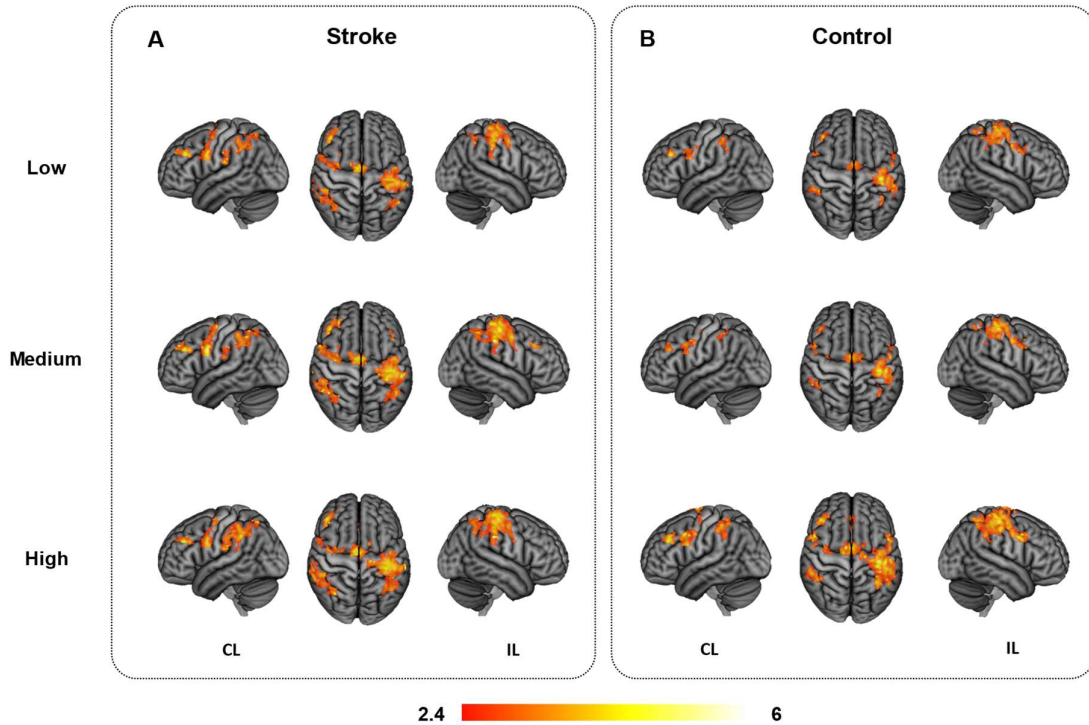 A Stroke
B Control
Low
Medium
High
CL IL
CL IL
2.4 6